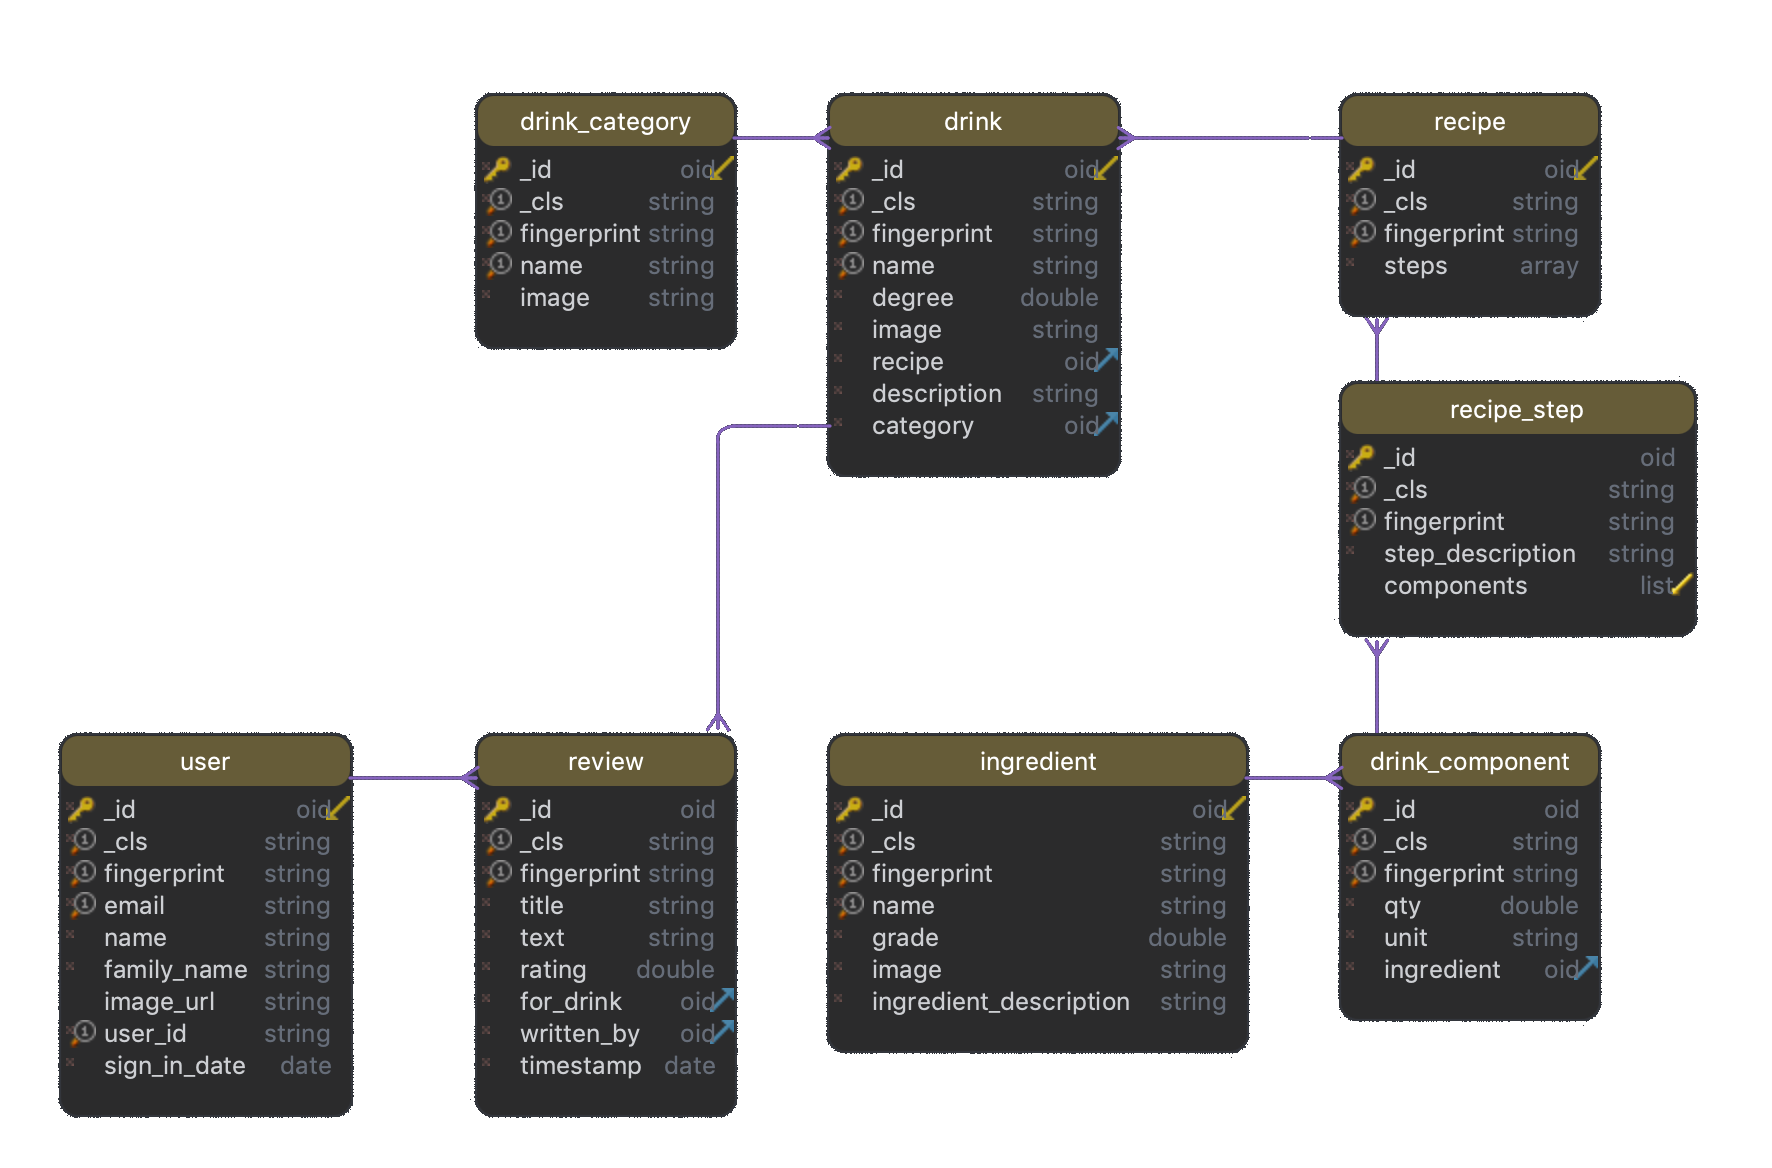 drink_category
_id oid
_cls string
fingerprint string
name string
image string
drink
_id oid
_cls string
fingerprint string
name string
degree double
image string
recipe oid
description string
category oid
recipe
_id oid
_cls string
fingerprint string
steps array
recipe_step
_id oid
_cls string
fingerprint string
step_description string
components list
user
_id oid
_cls string
fingerprint string
email string
name string
family_name string
image_url string
user_id string
sign_in_date date
review
_id oid
_cls string
fingerprint string
title string
text string
rating double
for_drink oid
written_by oid
timestamp date
ingredient
_id oid
_cls string
fingerprint string
name string
grade double
image string
ingredient_description string
drink_component
_id oid
_cls string
fingerprint string
qty double
unit string
ingredient oid